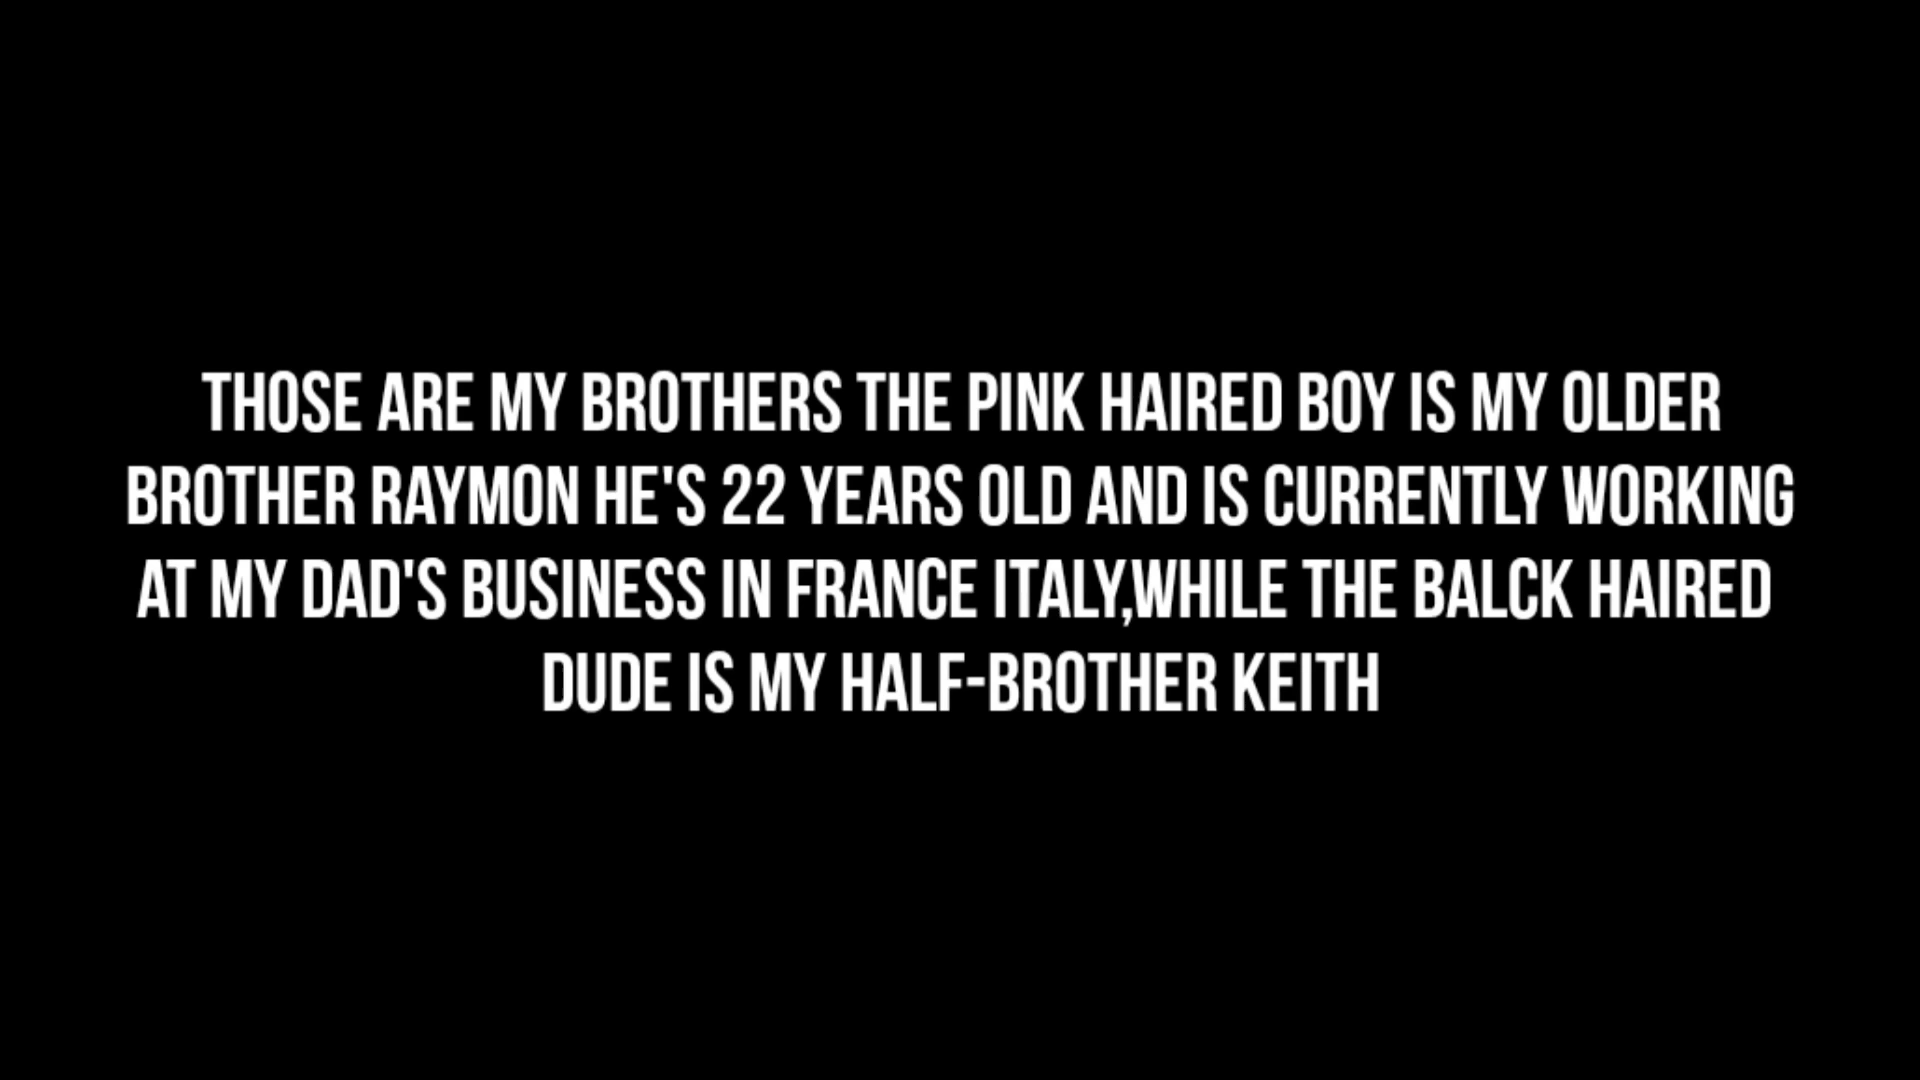 THOSE ARE MY BROTHERS THE PINK HAIRED BOY IS MY OLDER
BROTHER RAYMON HE'S 22 YEARS OLD AND IS CURRENTLY WORKING
AT MY DAD'S BUSINESS IN FRANCE ITALY,WHILE THE BALCK HAIRED
DUDE IS MY HALF-BROTHER KEITH